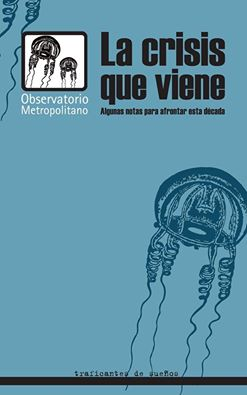 La crisis
que viene
Algunas notas para afrontar esta década
Observatorio
Metropolitano
traficantes de sueños